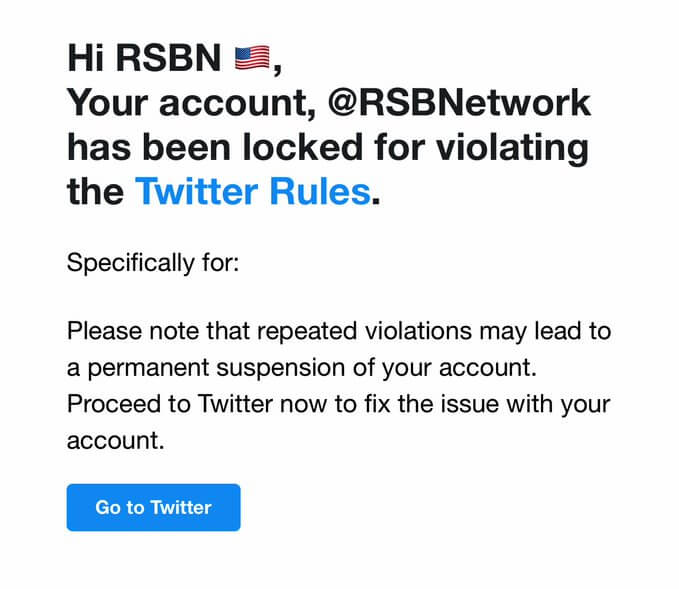 Hi RSBN 🇺🇸,
Your account, @RSBNetwork
has been locked for violating
the Twitter Rules.
Specifically for:
Please note that repeated violations may lead to
a permanent suspension of your account.
Proceed to Twitter now to fix the issue with your
account.
Go to Twitter